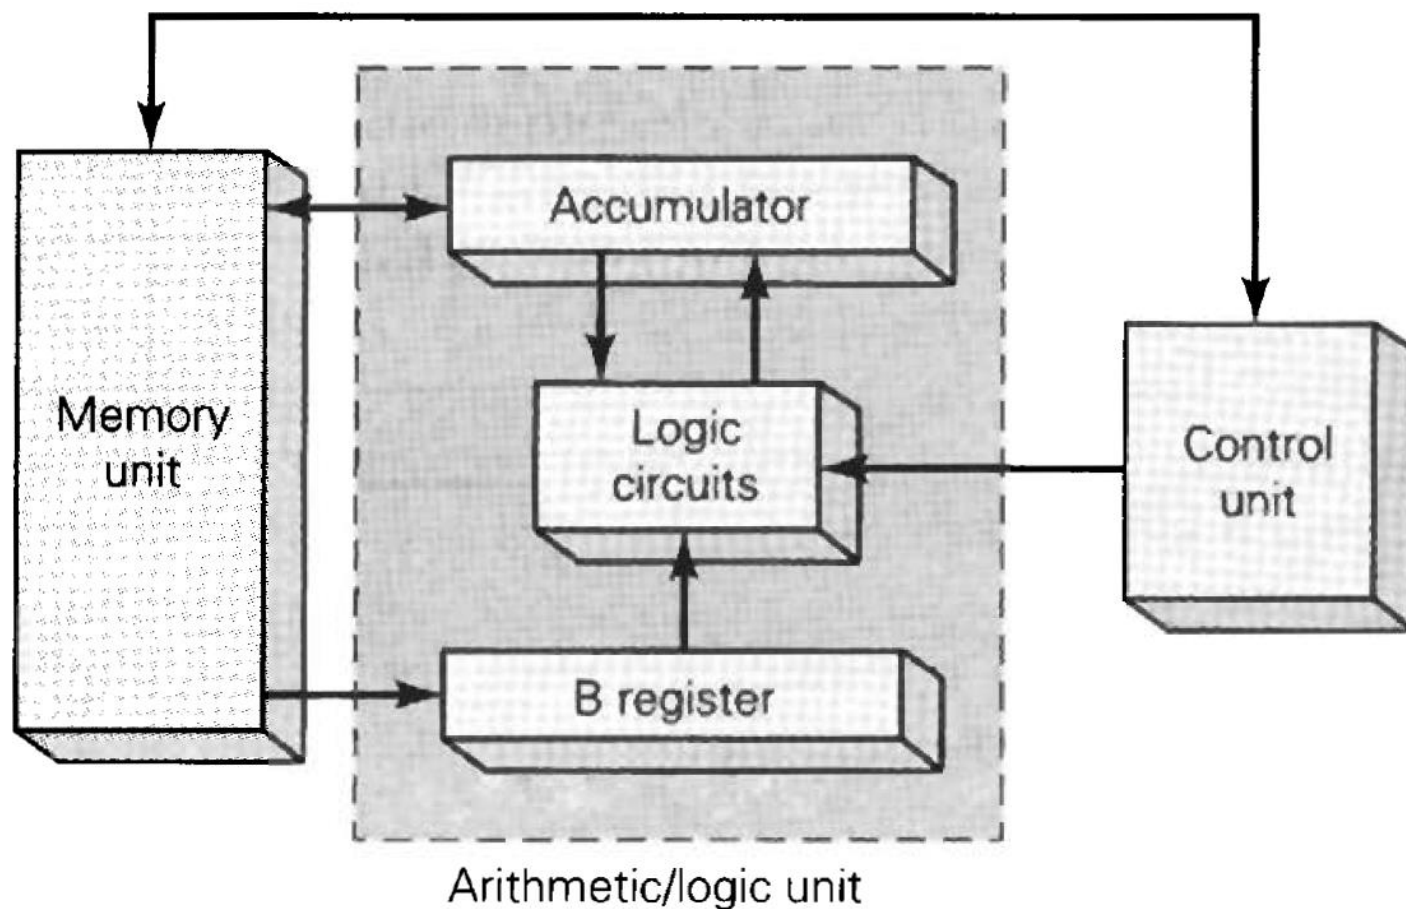 Accumulator
Memory
unit
Logic
circuits
Control
unit
B register
Arithmetic/logic unit